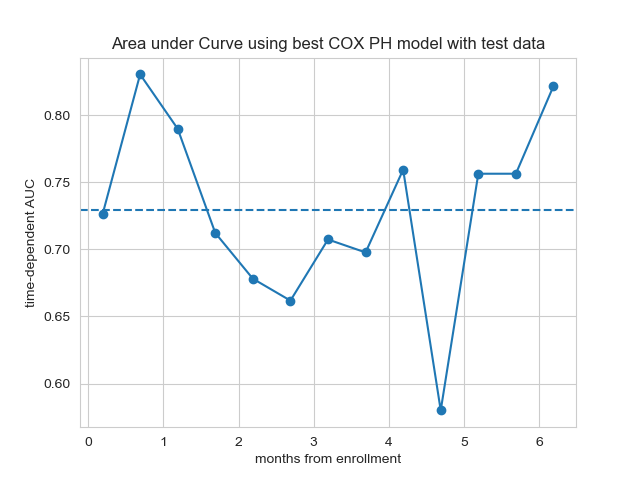 Area under Curve using best COX PH model with test data
time-dependent AUC
0.80
0.75
0.70
0.65
0.60
0 1 2 3 4 5 6
months from enrollment